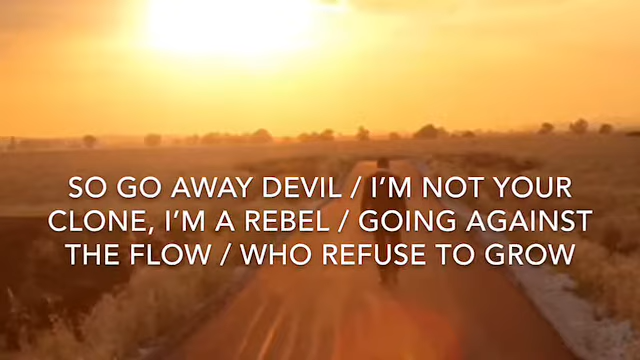 SO GO AWAY DEVIL / I'M NOT YOUR
CLONE, I'M A REBEL / GOING AGAINST
THE FLOW / WHO REFUSE TO GROW